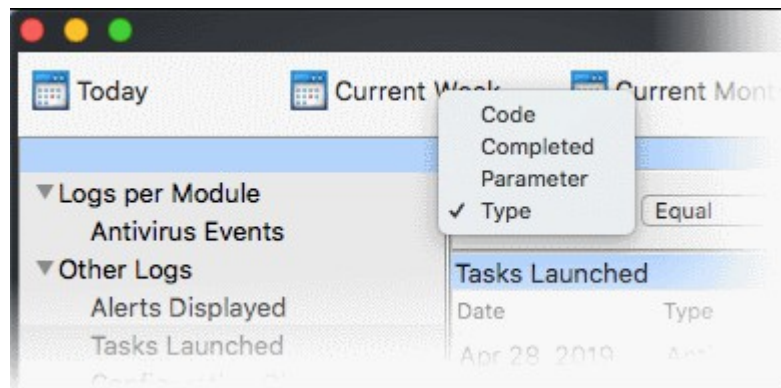 Today
Current Week
Current Mont
Code
Completed
Parameter
✓ Type
Equal
Logs per Module
Antivirus Events
Other Logs
Alerts Displayed
Tasks Launched
Tasks Launched
Date Type
Apr 28, 2019